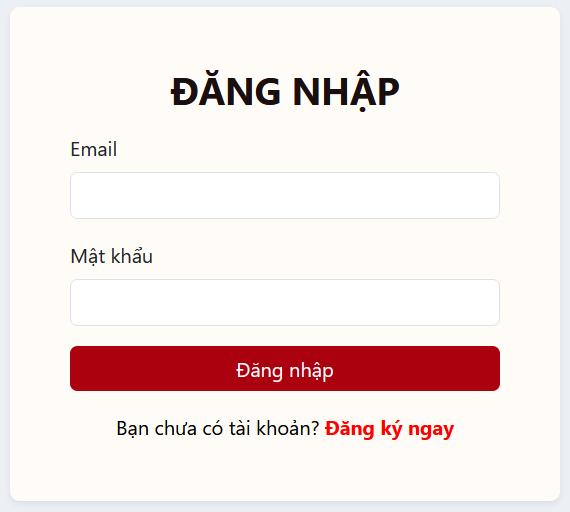 ĐĂNG NHẬP
Email
Mật khẩu
Đăng nhập
Bạn chưa có tài khoản? Đăng ký ngay